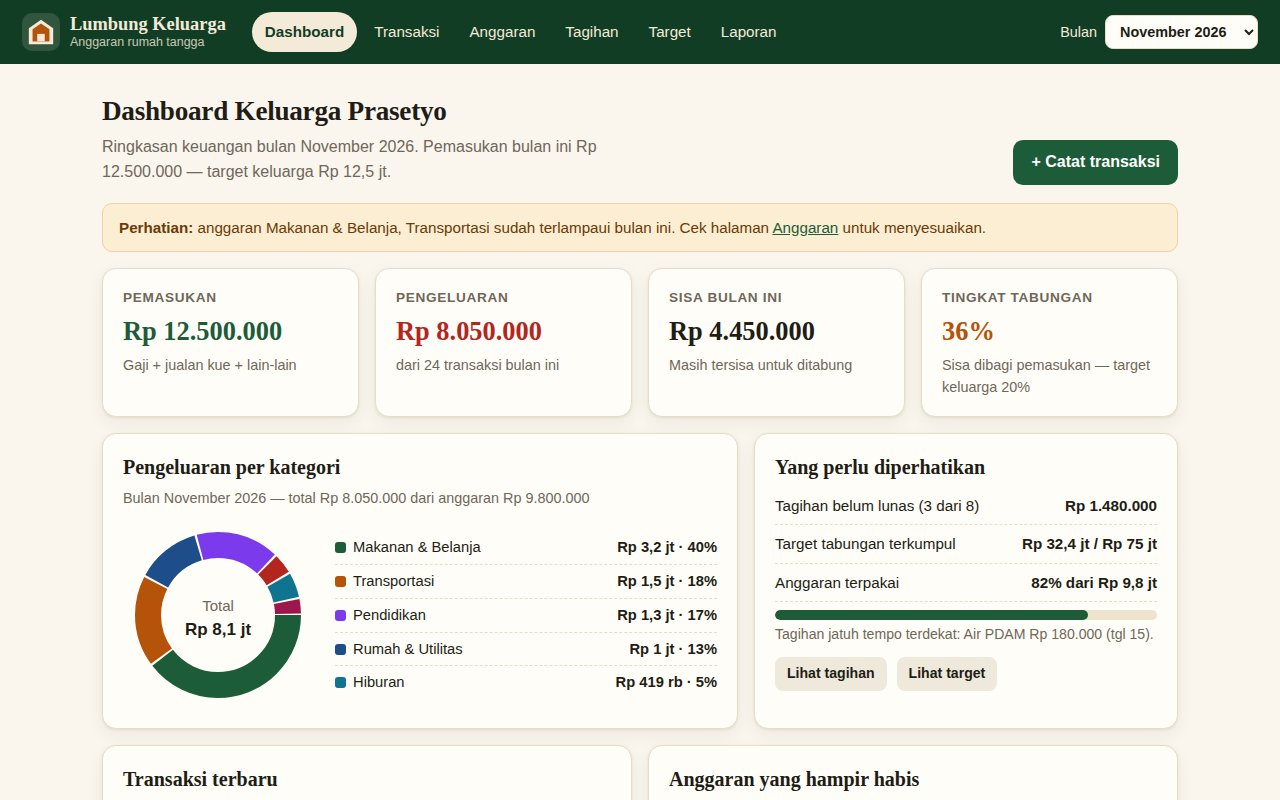 Lumbung Keluarga
Anggaran rumah tangga
Dashboard
Transaksi
Anggaran
Tagihan
Target
Laporan
Bulan
November 2026
Dashboard Keluarga Prasetyo
Ringkasan keuangan bulan November 2026. Pemasukan bulan ini Rp
12.500.000 — target keluarga Rp 12,5 jt.
+ Catat transaksi
Perhatian: anggaran Makanan & Belanja, Transportasi sudah terlampaui bulan ini. Cek halaman Anggaran untuk menyesuaikan.
PEMASUKAN
Rp 12.500.000
Gaji + jualan kue + lain-lain
PENGELUARAN
Rp 8.050.000
dari 24 transaksi bulan ini
SISA BULAN INI
Rp 4.450.000
Masih tersisa untuk ditabung
TINGKAT TABUNGAN
36%
Sisa dibagi pemasukan — target
keluarga 20%
Pengeluaran per kategori
Bulan November 2026 — total Rp 8.050.000 dari anggaran Rp 9.800.000
Total
Rp 8,1 jt
Makanan & Belanja Rp 3,2 jt · 40%
Transportasi Rp 1,5 jt · 18%
Pendidikan Rp 1,3 jt · 17%
Rumah & Utilitas Rp 1 jt · 13%
Hiburan Rp 419 rb · 5%
Yang perlu diperhatikan
Tagihan belum lunas (3 dari 8) Rp 1.480.000
Target tabungan terkumpul Rp 32,4 jt / Rp 75 jt
Anggaran terpakai 82% dari Rp 9,8 jt
Tagihan jatuh tempo terdekat: Air PDAM Rp 180.000 (tgl 15).
Lihat tagihan
Lihat target
Transaksi terbaru
Anggaran yang hampir habis